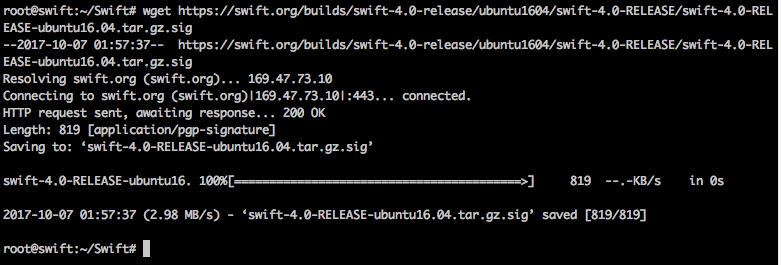 root@swift:~/Swift# wget https://swift.org/builds/swift-4.0-release/ubuntu1604/swift-4.0-RELEASE/swift-4.0-REL
EASE-ubuntu16.04.tar.gz.sig
--2017-10-07 01:57:37--  https://swift.org/builds/swift-4.0-release/ubuntu1604/swift-4.0-RELEASE/swift-4.0-REL
EASE-ubuntu16.04.tar.gz.sig
Resolving swift.org (swift.org)... 169.47.73.10
Connecting to swift.org (swift.org)|169.47.73.10|:443... connected.
HTTP request sent, awaiting response... 200 OK
Length: 819 [application/pgp-signature]
Saving to: ‘swift-4.0-RELEASE-ubuntu16.04.tar.gz.sig’
swift-4.0-RELEASE-ubuntu16. 100%[=========================================>]     819  --.-KB/s    in 0s
2017-10-07 01:57:37 (2.98 MB/s) - ‘swift-4.0-RELEASE-ubuntu16.04.tar.gz.sig’ saved [819/819]
root@swift:~/Swift#